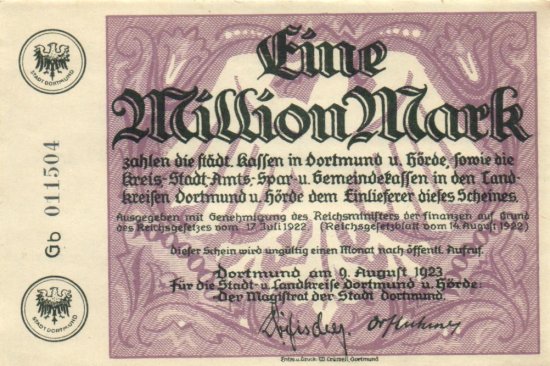 STADT DORTMUND
Gb 011504
STADT DORTMUND
Eine
Million Mark
zahlen die städt. Kassen in Dortmund u. Hörde, sowie die
Kreis- Stadt-Amts,- Spar- u. Gemeindekassen in den Land-
kreisen Dortmund u. Hörde dem Einlieferer dieses Scheines.
Ausgegeben mit Genehmigung des Reichsministers der Finanzen auf Grund
des Reichsgesetzes vom 17. Juli 1922. (Reichsgesetzblatt vom 14. August 1922)
Dieser Schein wird ungültig einen Monat nach öffentl. Aufruf.
Dortmund am 9. August 1923
Für die Stadt- u. Landkreise Dortmund u. Hörde:
Der Magistrat der Stadt Dortmund.
Entw. u. Druck: W. Crüwell, Dortmund